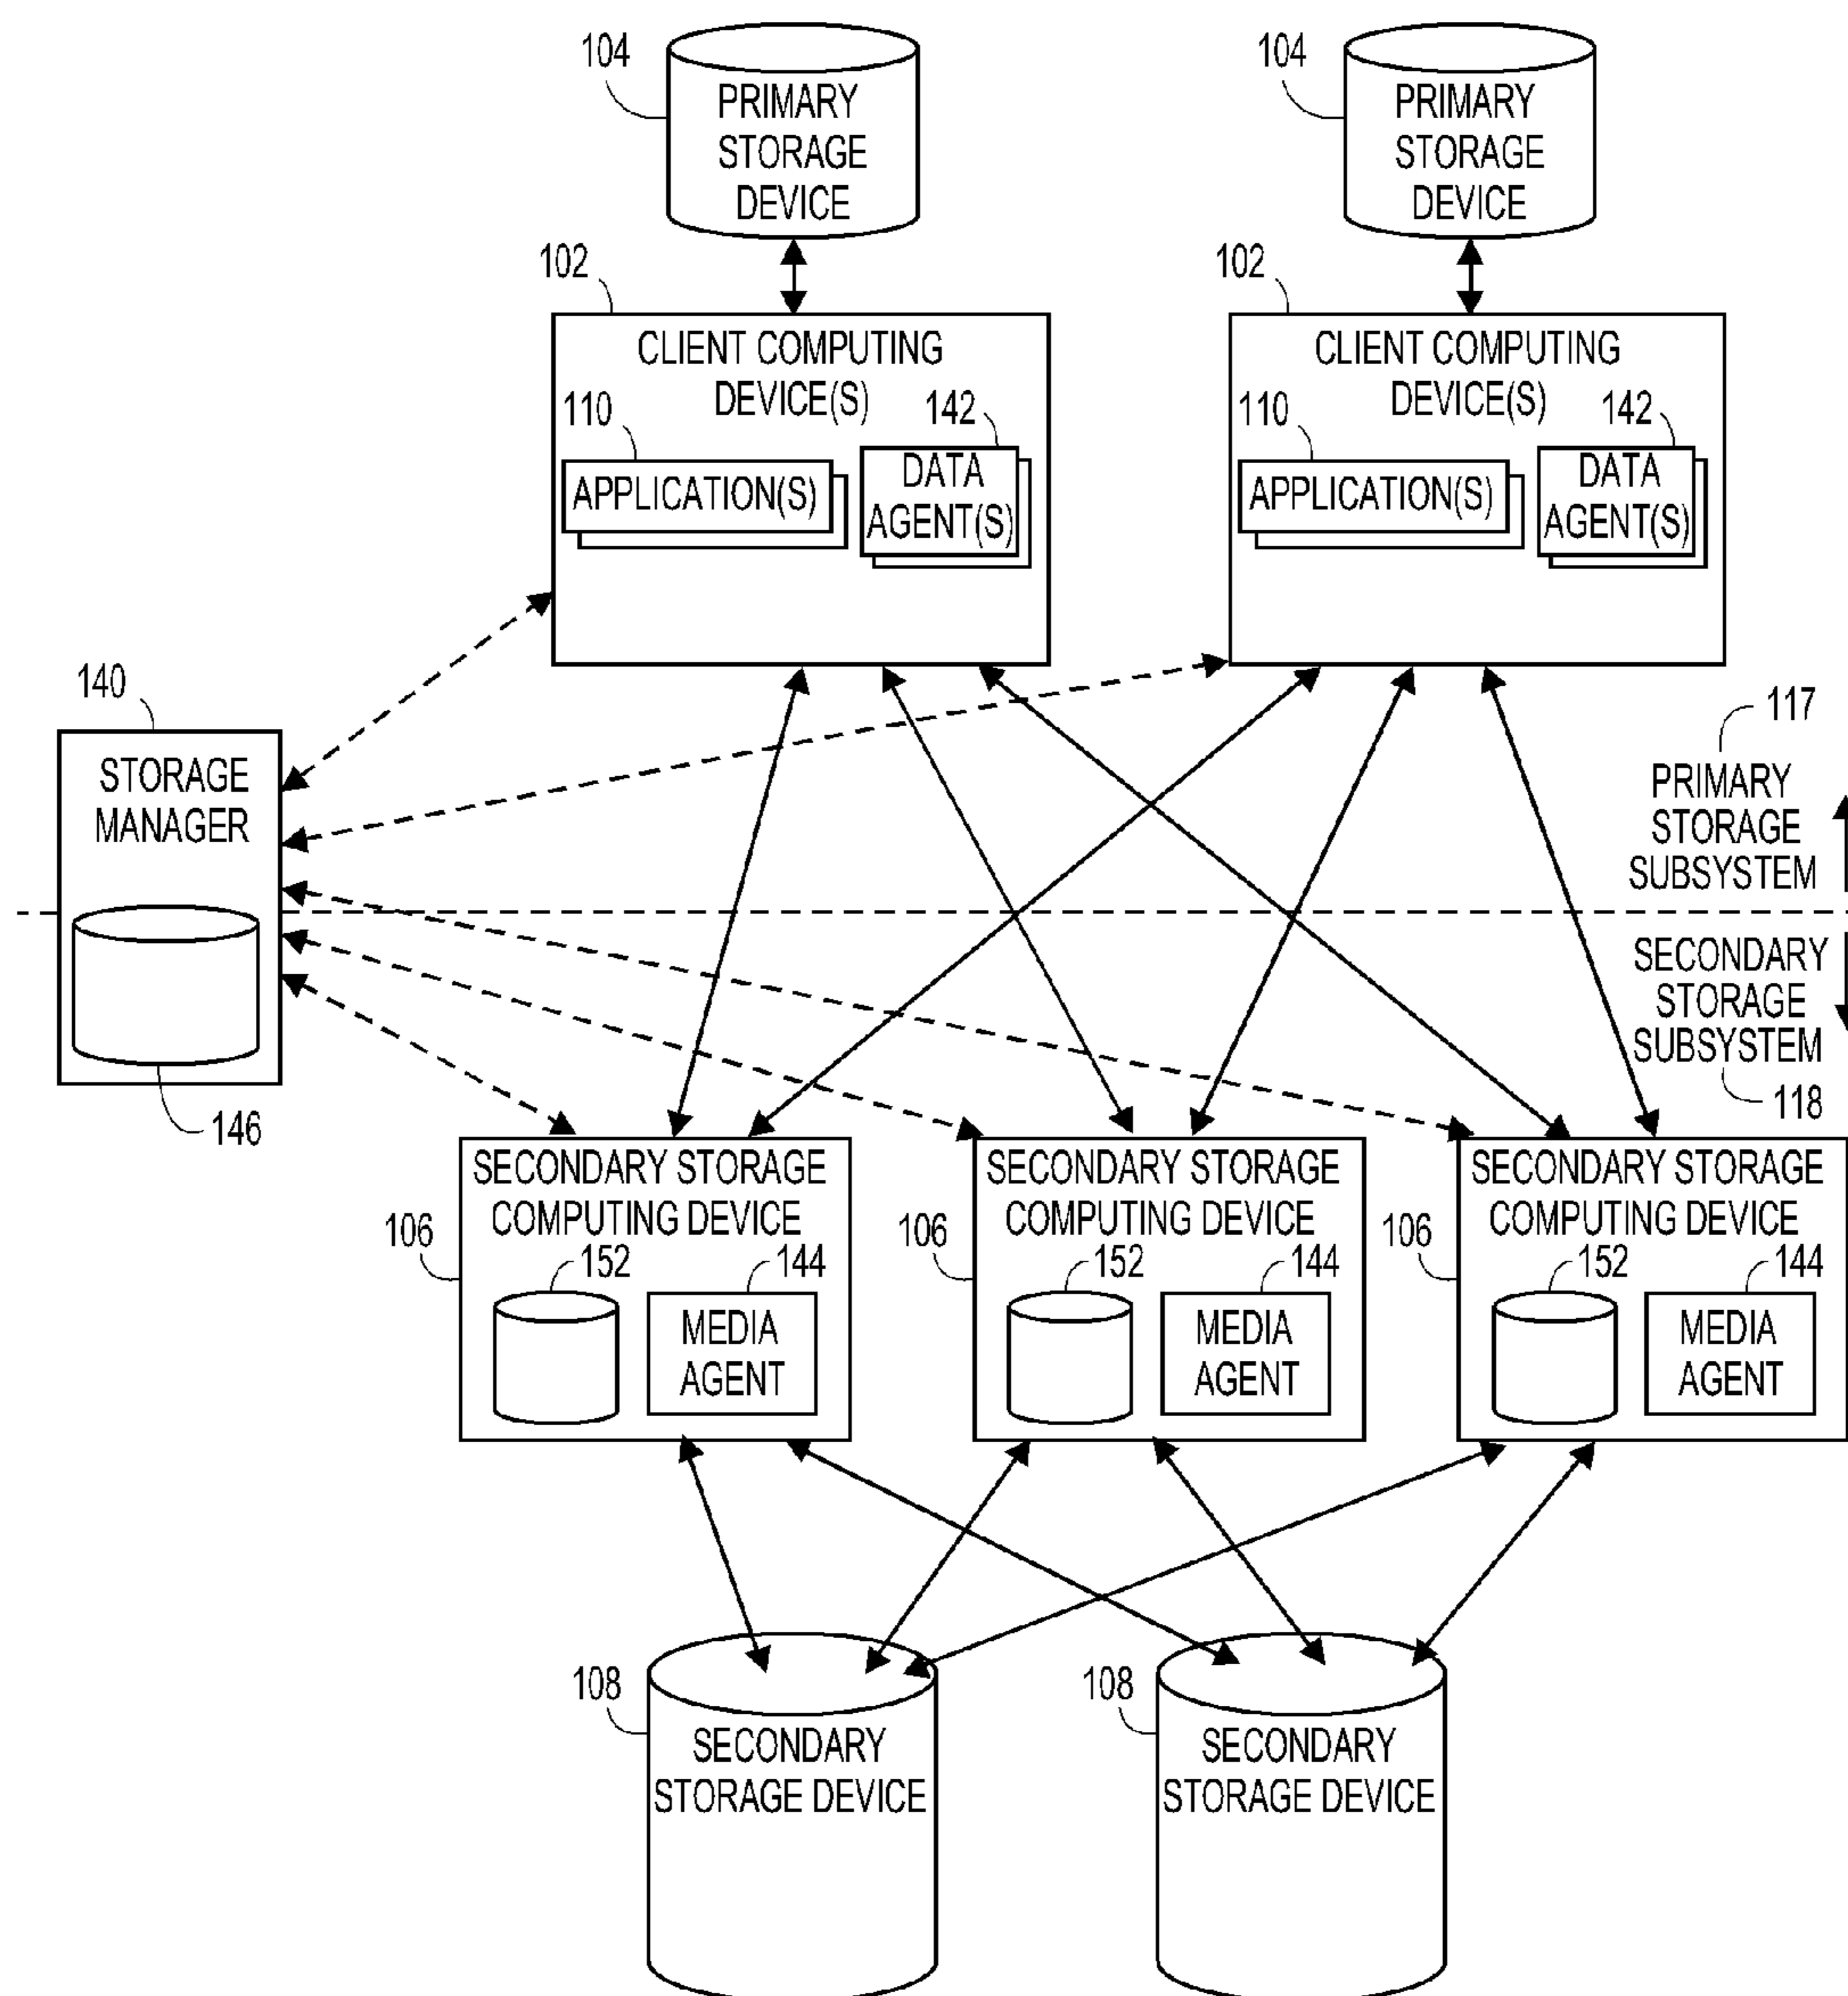 104
PRIMARY
STORAGE
DEVICE
104
PRIMARY
STORAGE
DEVICE
102
CLIENT COMPUTING
DEVICE(S)
110
APPLICATION(S)
142
DATA
AGENT(S)
102
CLIENT COMPUTING
DEVICE(S)
110
APPLICATION(S)
142
DATA
AGENT(S)
140
STORAGE
MANAGER
146
117
PRIMARY
STORAGE
SUBSYSTEM
SECONDARY
STORAGE
SUBSYSTEM
118
106
SECONDARY STORAGE
COMPUTING DEVICE
152
144
MEDIA
AGENT
106
SECONDARY STORAGE
COMPUTING DEVICE
152
144
MEDIA
AGENT
106
SECONDARY STORAGE
COMPUTING DEVICE
152
144
MEDIA
AGENT
108
SECONDARY
STORAGE DEVICE
108
SECONDARY
STORAGE DEVICE